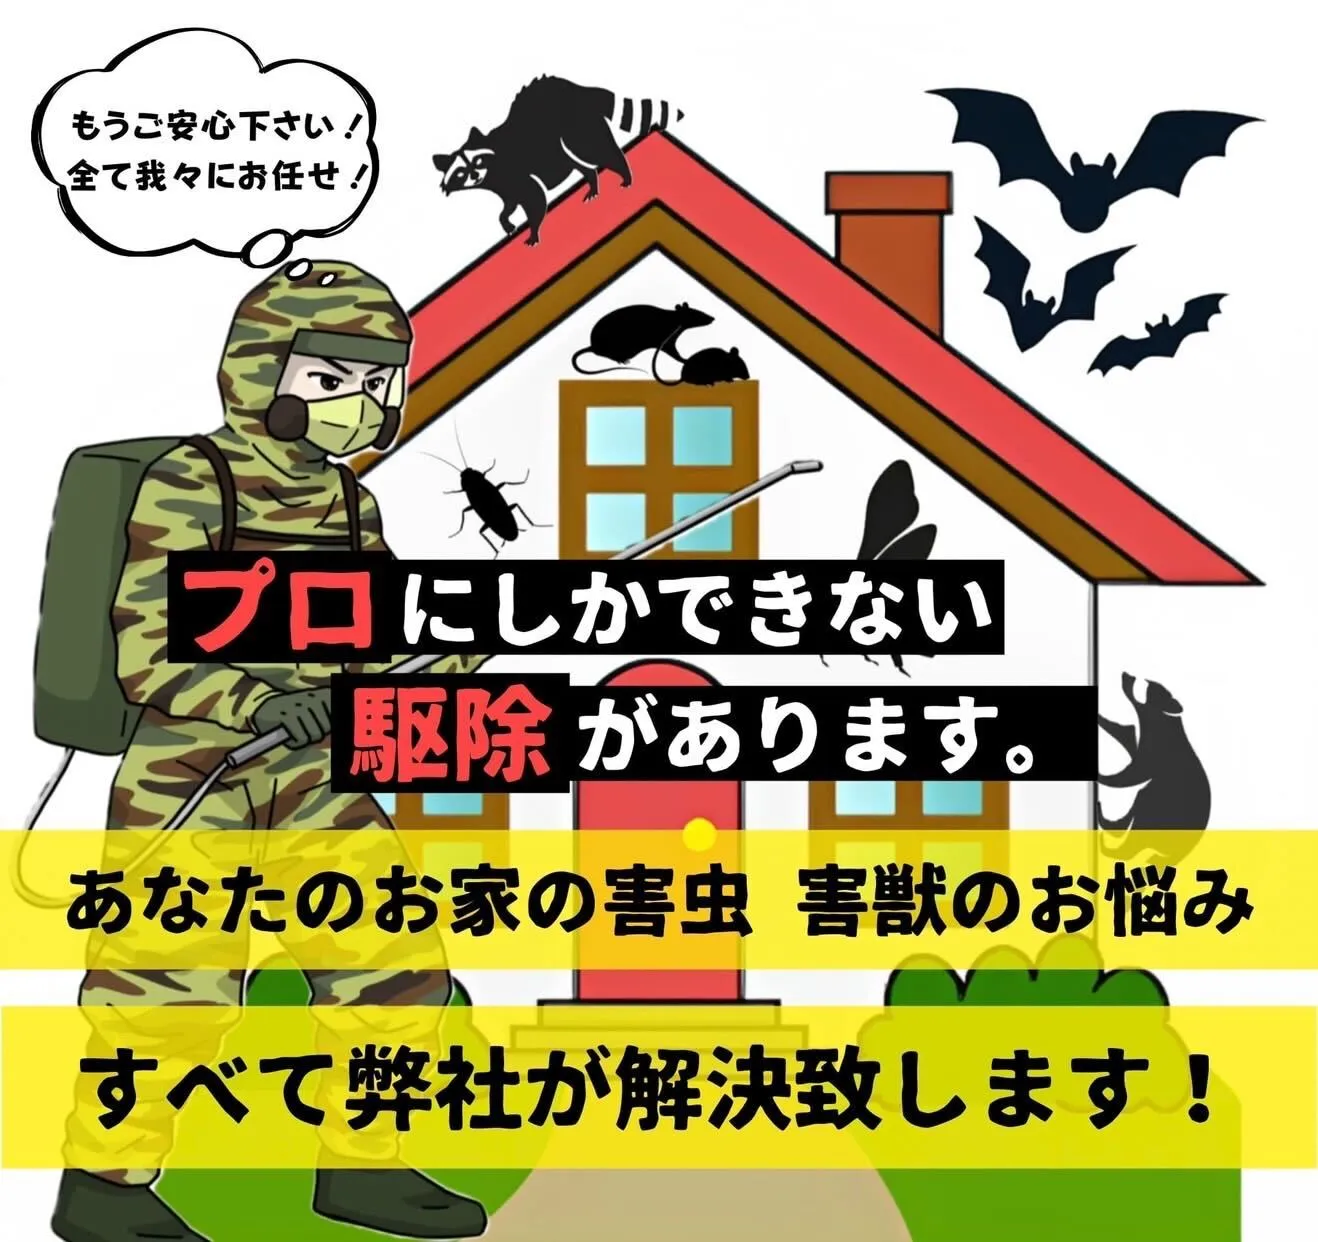 もうご安心下さい！
全て我々にお任せ！
プロにしかできない
駆除があります。
あなたのお家の害虫 害獣のお悩み
すべて弊社が解決致します！